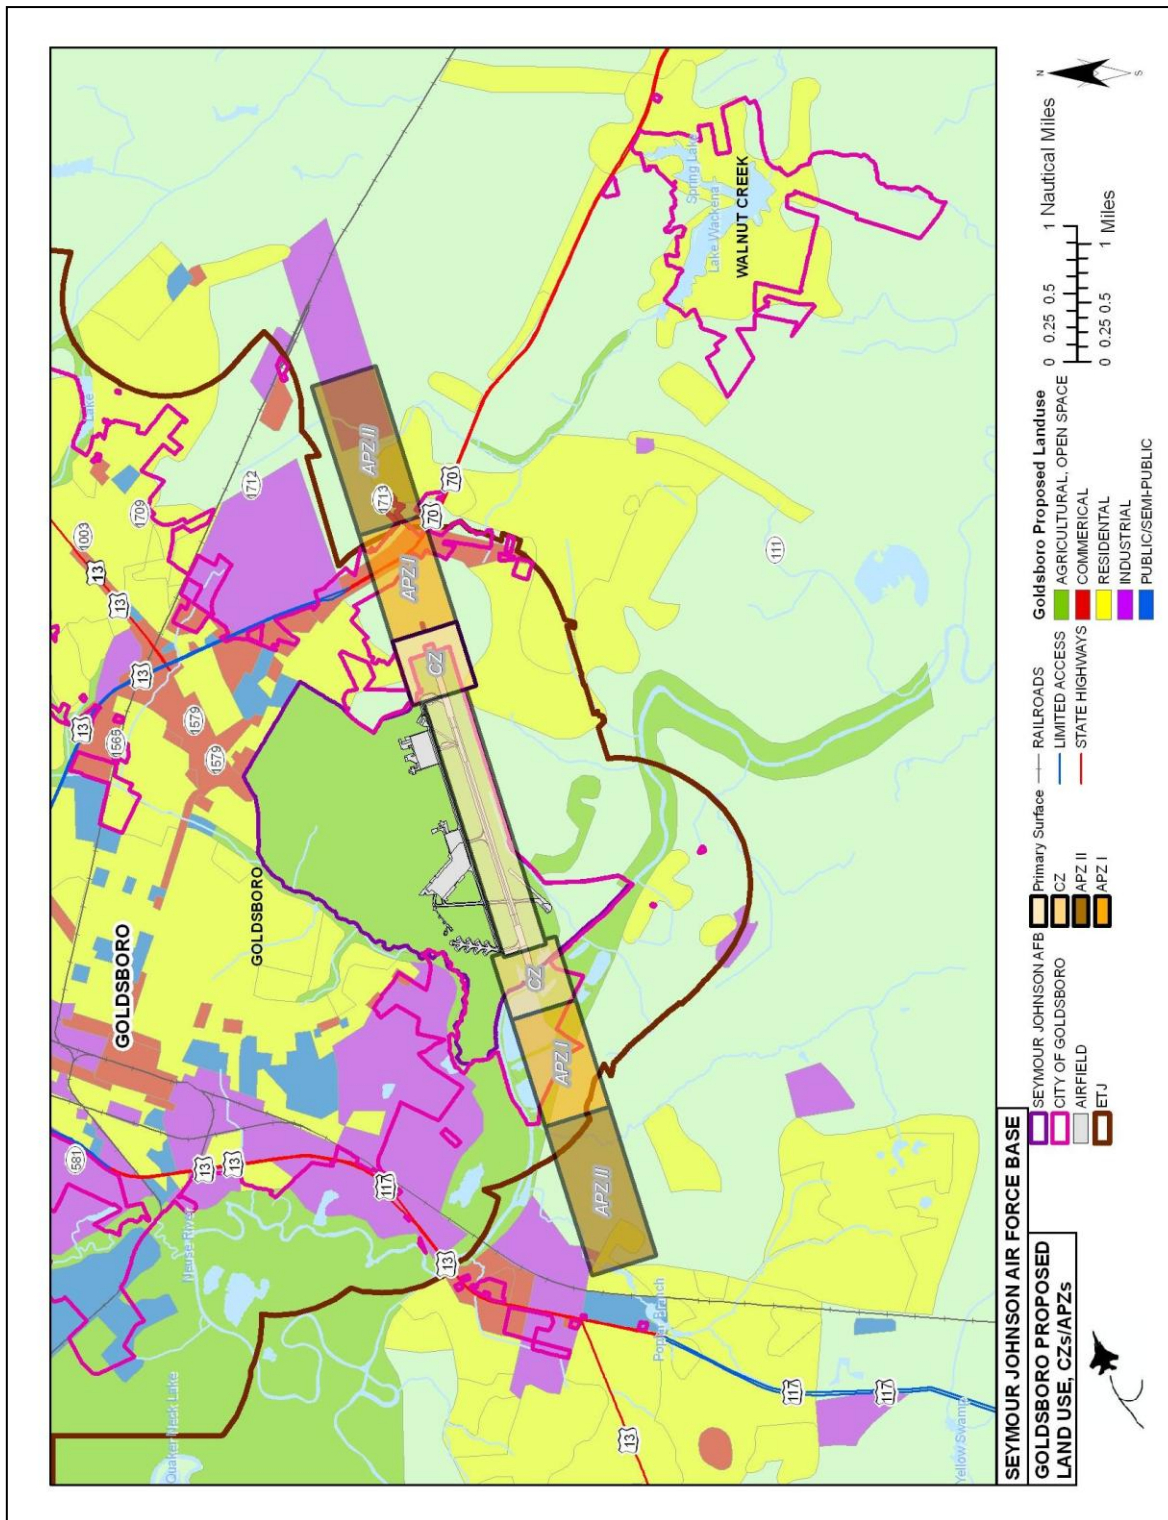 SEYMOUR JOHNSON AIR FORCE BASE
GOLDSBORO PROPOSED
LAND USE, CZs/APZs
SEYMOUR JOHNSON AFB
CITY OF GOLDSBORO
AIRFIELD
ETJ
Primary Surface
CZ
APZ II
APZ I
RAILROADS
LIMITED ACCESS
STATE HIGHWAYS
Goldsboro Proposed Landuse
AGRICULTURAL, OPEN SPACE
COMMERICAL
RESIDENTAL
INDUSTRIAL
PUBLIC/SEMI-PUBLIC
0 0.25 0.5 1 Nautical Miles
0 0.25 0.5 1 Miles
N
S
Quaker Neck Lake
Neuse River
581
13
13
117
13
13
117
117
Yellow Swamp
GOLDSBORO
GOLDSBORO
1565
13
13
13
13
1003
1579
1579
1709
1712
1713
70
70
111
Lake
APZ II
APZ I
CZ
CZ
APZ I
APZ II
Spring Lake
Lake Wackena
WALNUT CREEK